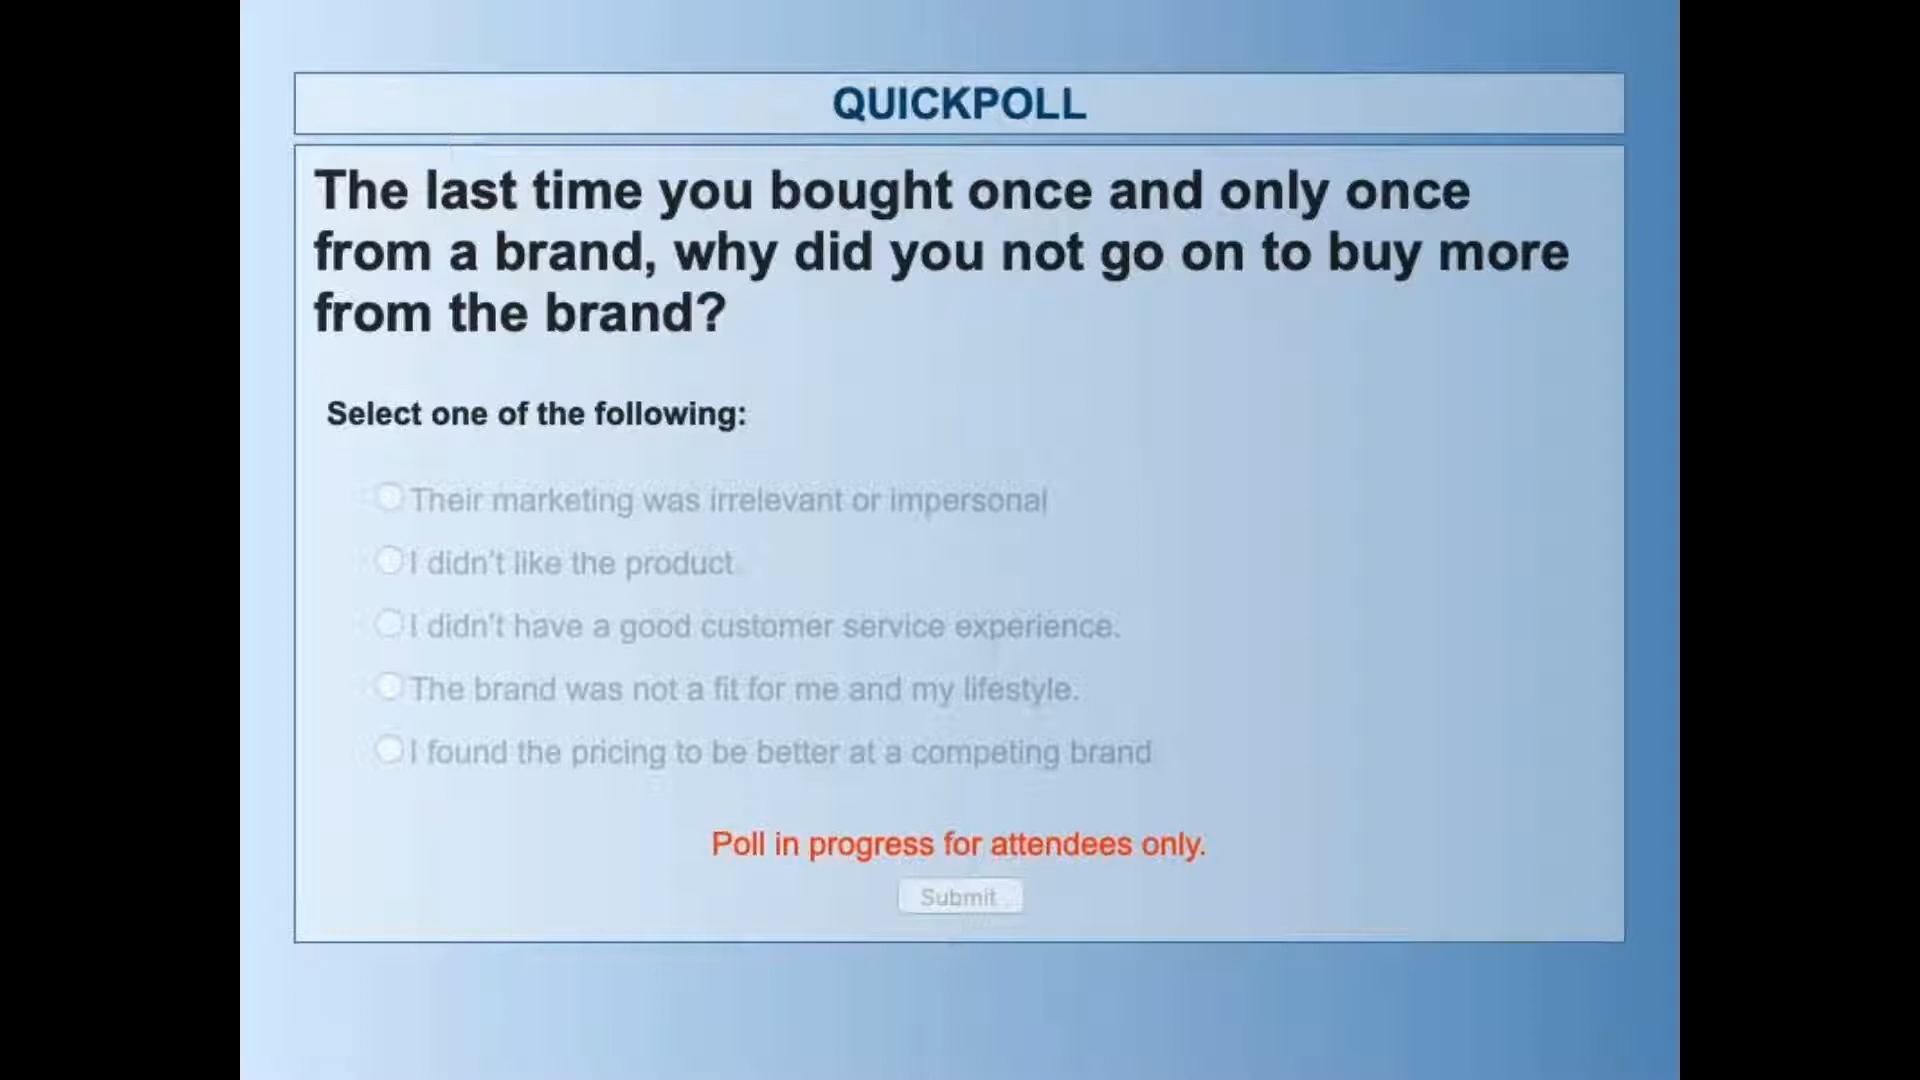 QUICKPOLL
The last time you bought once and only once
from a brand, why did you not go on to buy more
from the brand?
Select one of the following:
Their marketing was irrelevant or impersonal
I didn't like the product.
I didn't have a good customer service experience.
The brand was not a fit for me and my lifestyle.
I found the pricing to be better at a competing brand
Poll in progress for attendees only.
Submit